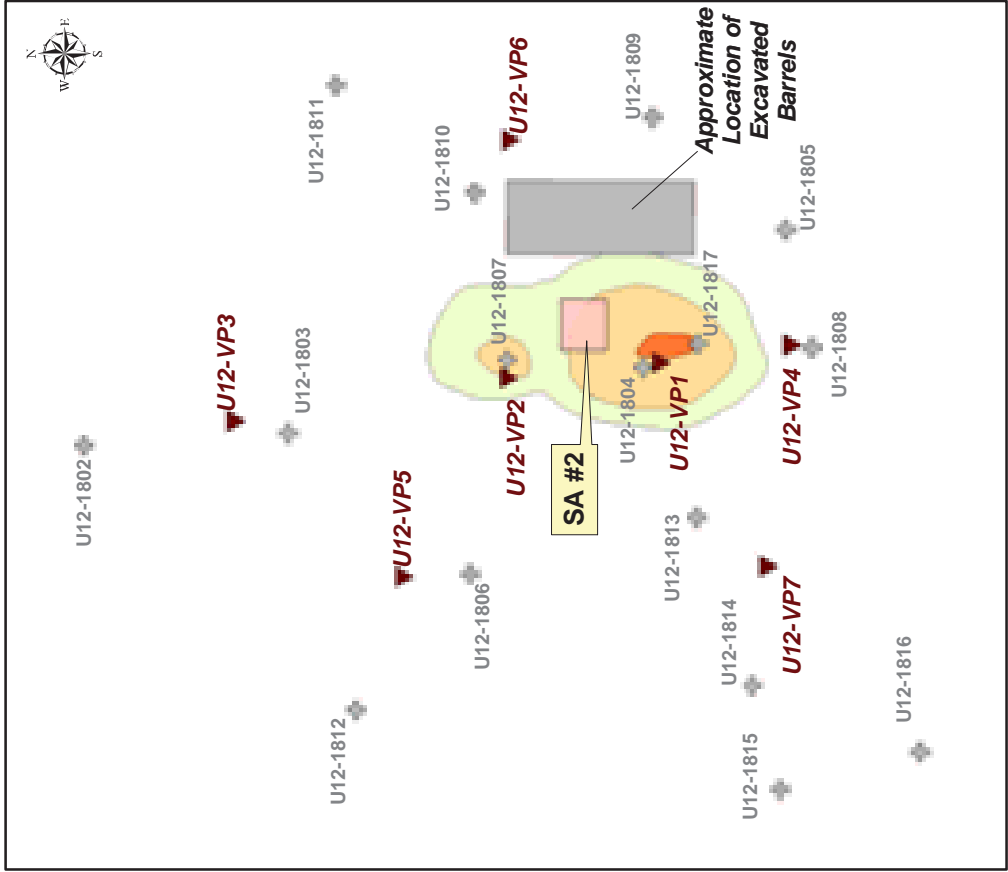 N
W
E
S
U12-1802
U12-VP3
U12-1803
U12-1811
U12-1810
U12-VP6
U12-1809
Approximate
Location of
Excavated
Barrels
U12-VP5
U12-1806
U12-1812
U12-1807
U12-VP2
SA #2
U12-1804
U12-VP1
U12-1817
U12-1805
U12-1813
U12-VP4
U12-1808
U12-1814
U12-VP7
U12-1815
U12-1816